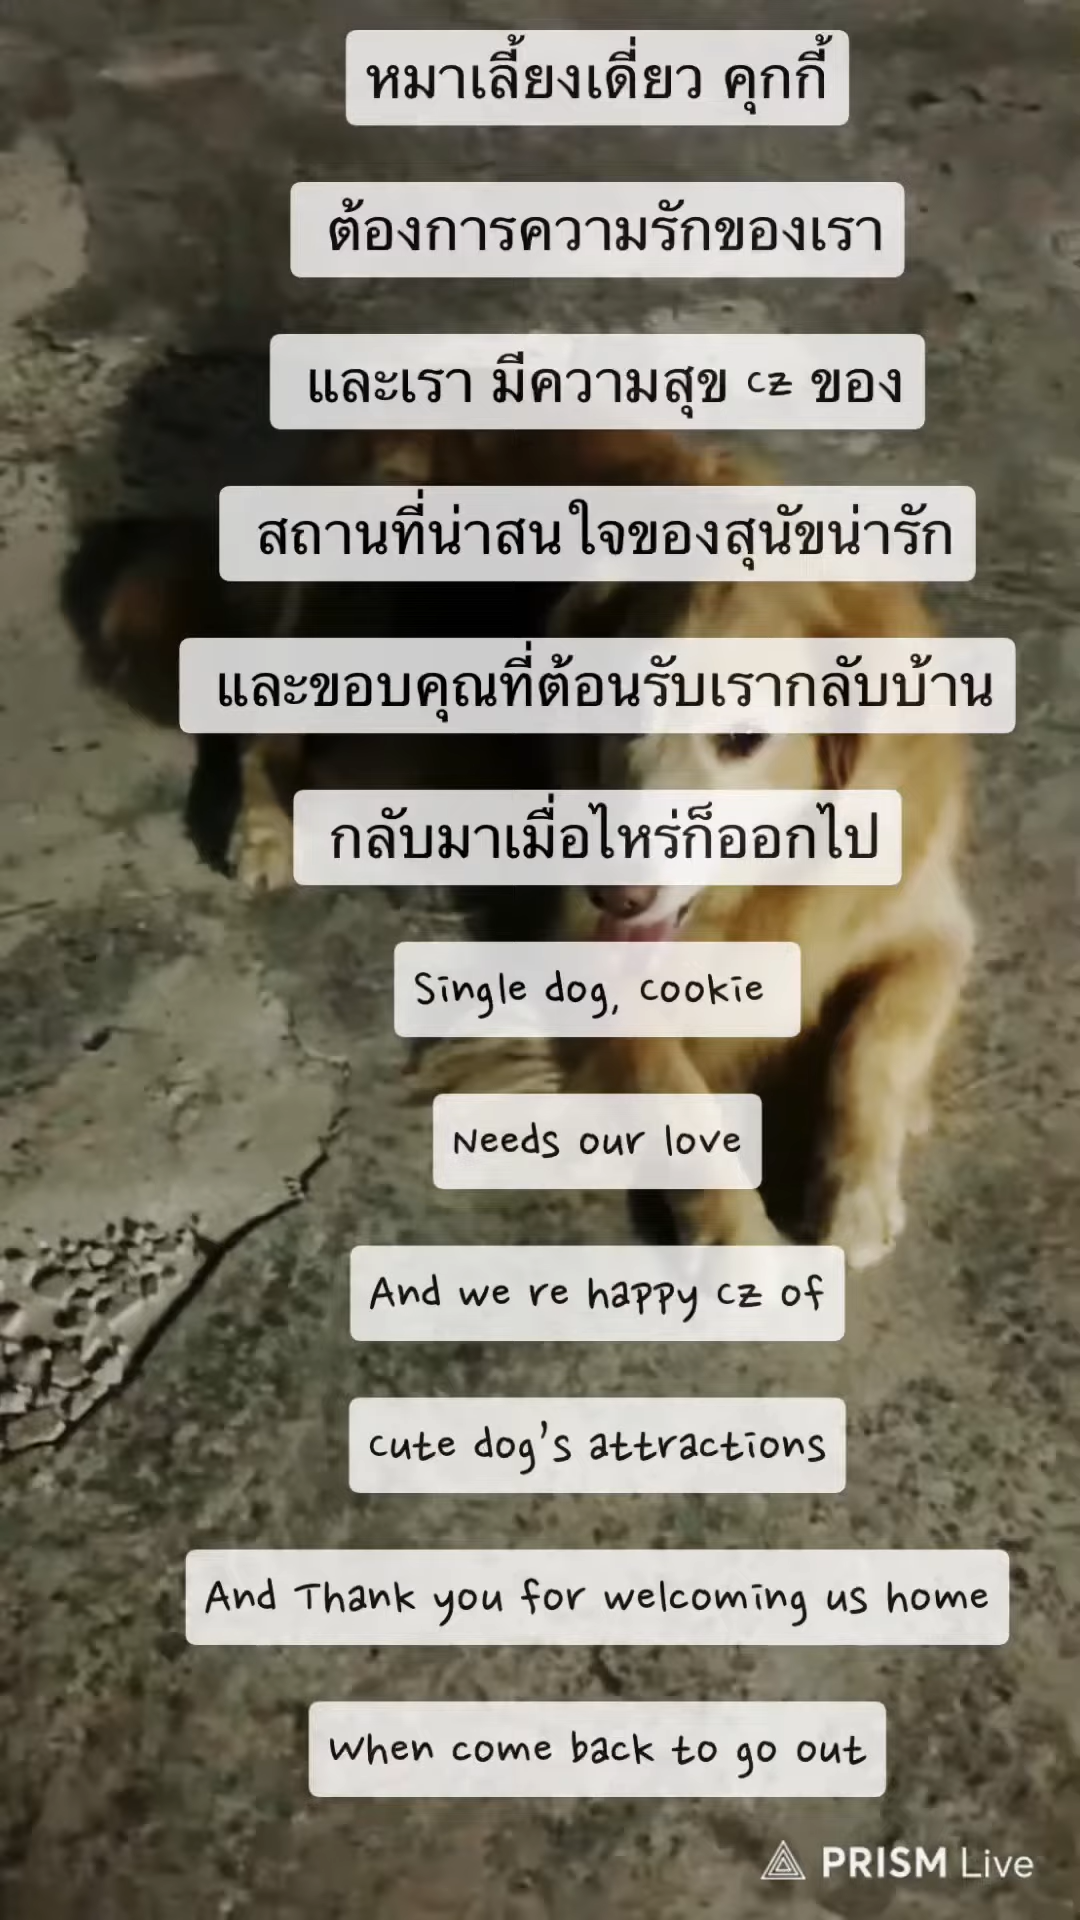 หมาเลี้ยงเดี่ยว คุกกี้
ต้องการความรักของเรา
และเรา มีความสุข cz ของ
สถานที่น่าสนใจของสุนัขน่ารัก
และขอบคุณที่ต้อนรับเรากลับบ้าน
กลับมาเมื่อไหร่ก็ออกไป
Single dog, cookie
Needs our love
And we re happy cz of
cute dog's attractions
And Thank you for welcoming us home
When come back to go out
PRISM Live